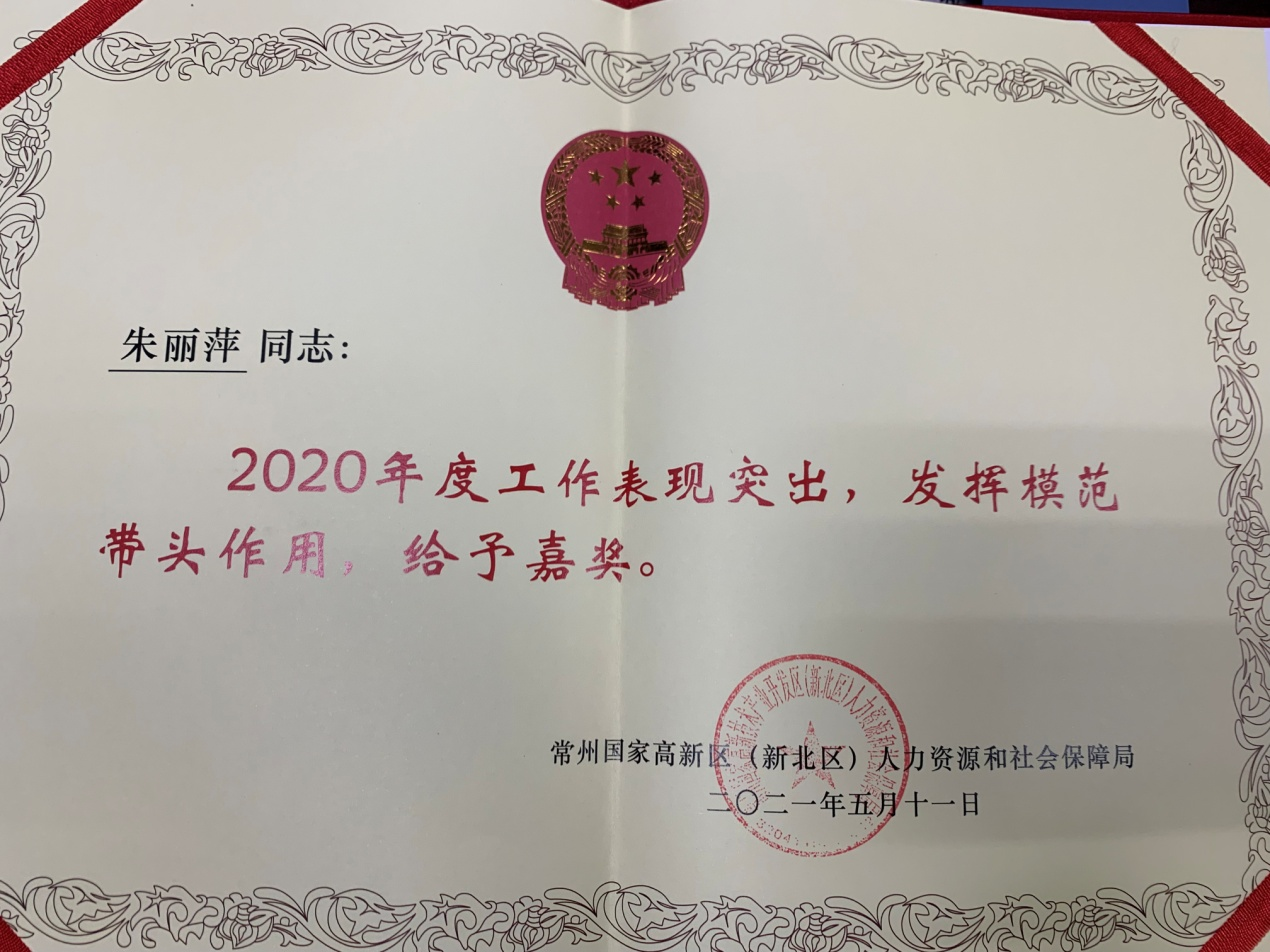 朱丽萍 同志：
2020年度工作表现突出，发挥模范
带头作用，给予嘉奖。
常州国家高新区（新北区）人力资源和社会保障局
二〇二一年五月十一日